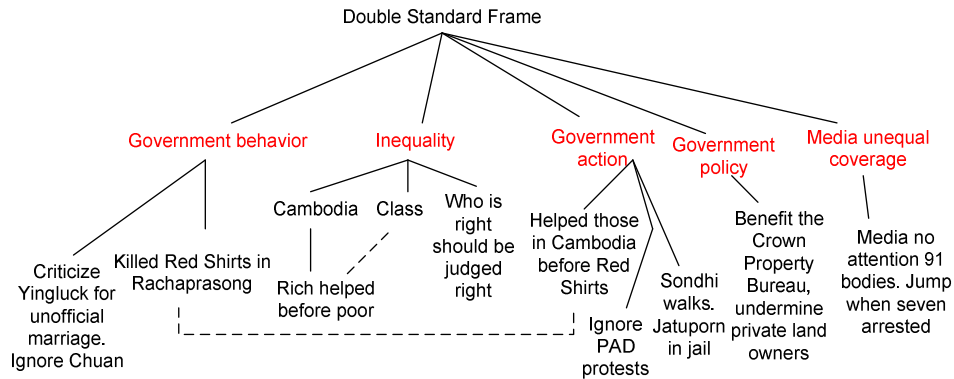 Double Standard Frame
Government behavior
Inequality
Government
action
Government
policy
Media unequal
coverage
Cambodia
Class
Who is
right
should be
judged
right
Criticize
Yingluck for
unofficial
marriage.
Ignore Chuan
Killed Red Shirts in
Rachaprasong
Rich helped
before poor
Helped those
in Cambodia
before Red
Shirts
Ignore
PAD
protests
Sondhi
walks.
Jatuporn
in jail
Benefit the
Crown
Property
Bureau,
undermine
private land
owners
Media no
attention 91
bodies. Jump
when seven
arrested